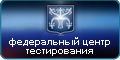 федеральный центр
тестирования